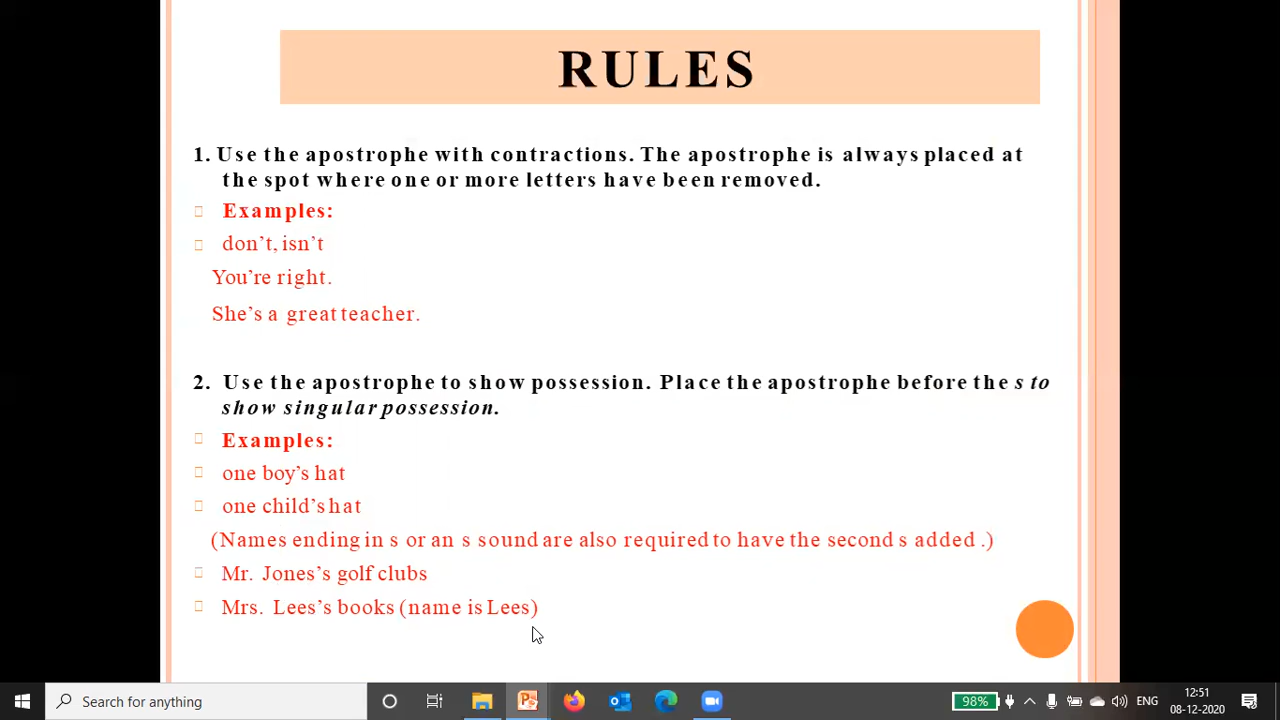 RULES
1. Use the apostrophe with contractions. The apostrophe is always placed at
the spot where one or more letters have been removed.
Examples:
don’t, isn’t
You’re right.
She’s a great teacher.
2. Use the apostrophe to show possession. Place the apostrophe before the s to
show singular possession.
Examples:
one boy’s hat
one child’s hat
(Names ending in s or an s sound are also required to have the second s added .)
Mr. Jones’s golf clubs
Mrs. Lees’s books (name is Lees)
Search for anything
98%
ENG
12:51
08-12-2020